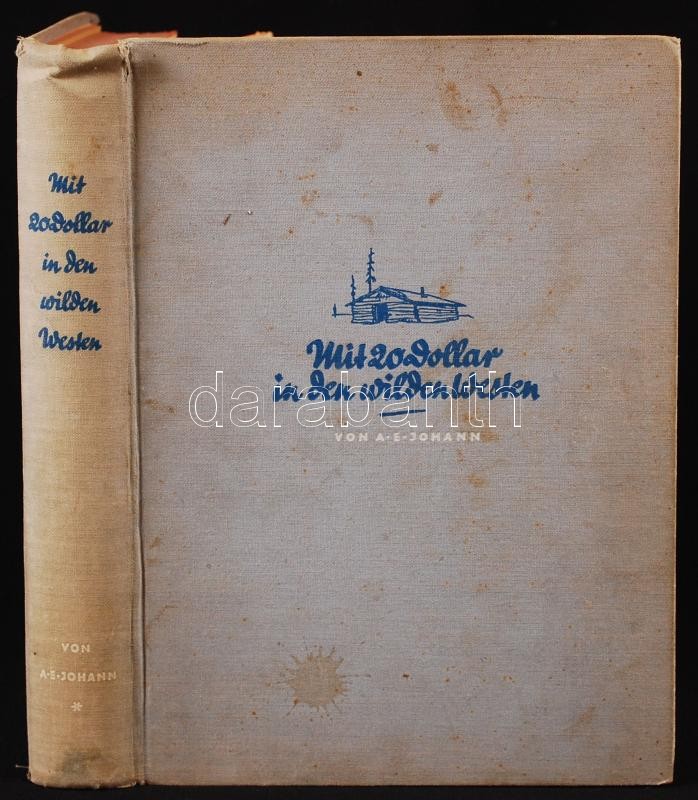 Mit
20 Dollar
in den
wilden
Westen
VON
A·E·JOHANN
*
Mit 20 Dollar
in den wilden Westen
VON A·E·JOHANN
darabanth